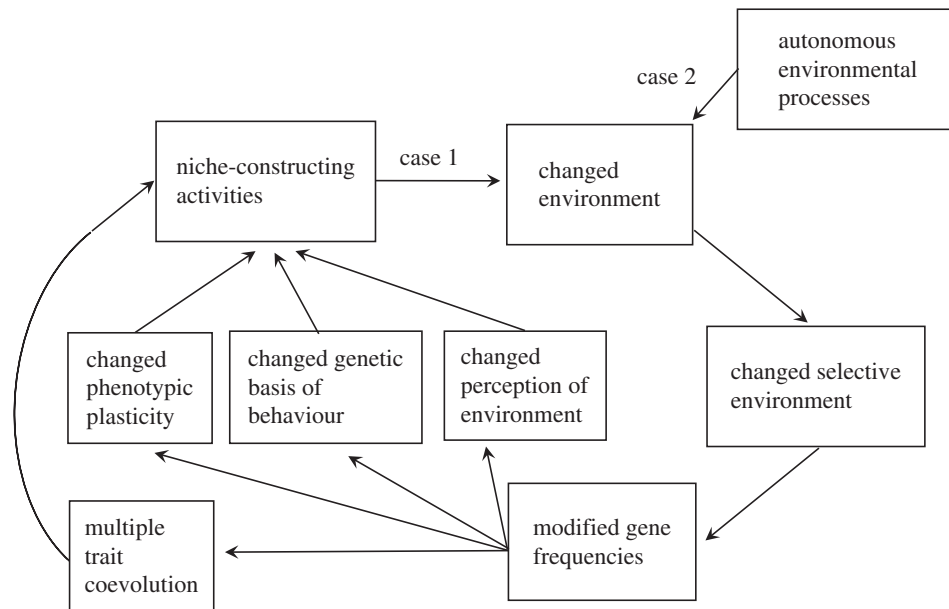 autonomous
environmental
processes
case 2
niche-constructing
activities
case 1
changed
environment
changed
phenotypic
plasticity
changed genetic
basis of
behaviour
changed
perception of
environment
changed selective
environment
multiple
trait
coevolution
modified gene
frequencies